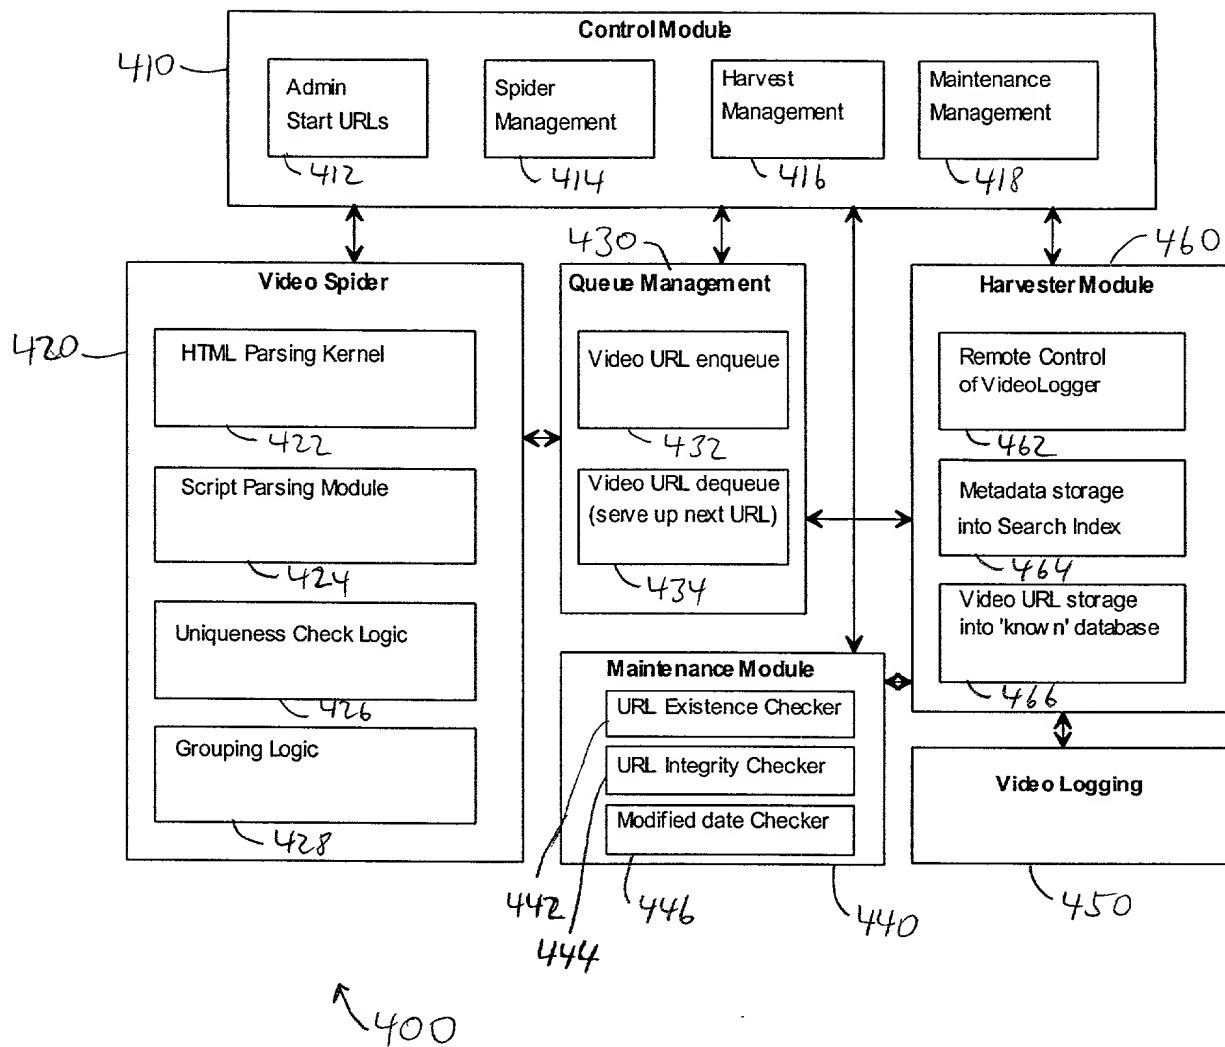 Control Module
410
Admin
Start URLs
412
Spider
Management
414
Harvest
Management
416
Maintenance
Management
418
Video Spider
420
HTML Parsing Kernel
422
Script Parsing Module
424
Uniqueness Check Logic
426
Grouping Logic
428
430
Queue Management
Video URL enqueue
432
Video URL dequeue
(serve up next URL)
434
460
Harvester Module
Remote Control
of VideoLogger
462
Metadata storage
into Search Index
464
Video URL storage
into 'known' database
466
Maintenance Module
URL Existence Checker
URL Integrity Checker
Modified date Checker
442
444
446
440
Video Logging
450
400